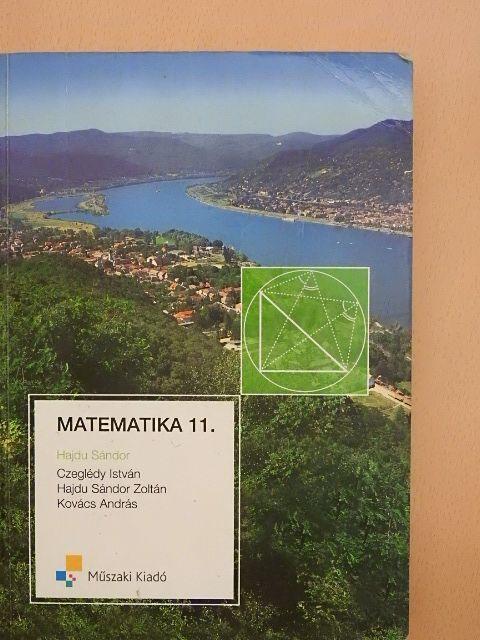 MATEMATIKA 11.
Hajdu Sándor
Czeglédy István
Hajdu Sándor Zoltán
Kovács András
Műszaki Kiadó